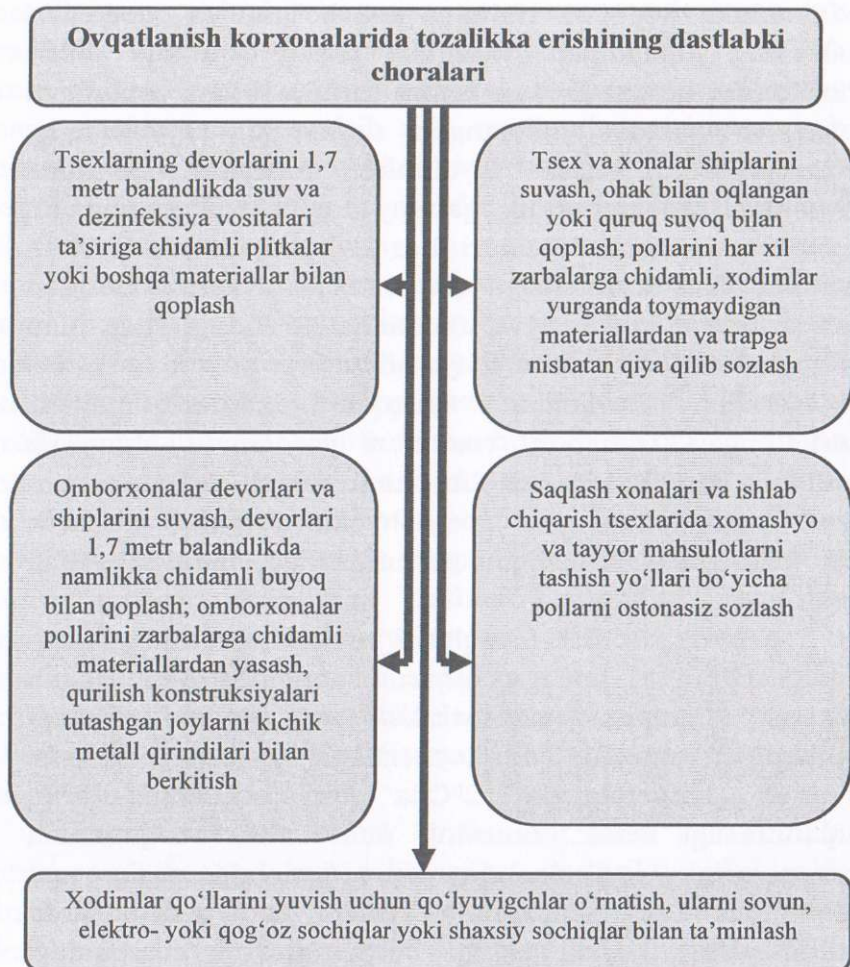 Ovqatlanish korxonalarida tozalikka erishining dastlabki
choralari
Tsexlarning devorlarini 1,7
metr balandlikda suv va
dezinfeksiya vositalari
ta’siriga chidamli plitkalar
yoki boshqa materiallar bilan
qoplash
Tsex va xonalar shiplarini
suvash, ohak bilan oqlangan
yoki quruq suvoq bilan
qoplash; pollarini har xil
zarbalarga chidamli, xodimlar
yurganda toymaydigan
materiallardan va trapga
nisbatan qiya qilib sozlash
Omborxonalar devorlari va
shiplarini suvash, devorlari
1,7 metr balandlikda
namlikka chidamli buyoq
bilan qoplash; omborxonalar
pollarini zarbalarga chidamli
materiallardan yasash,
qurilish konstruksiyalari
tutashgan joylarni kichik
metall qirindilari bilan
berkitish
Saqlash xonalari va ishlab
chiqarish tsexlarida xomashyo
va tayyor mahsulotlarni
tashish yo‘llari bo‘yicha
pollarni ostonasiz sozlash
Xodimlar qo‘llarini yuvish uchun qo‘lyuvigchlar o‘rnatish, ularni sovun,
elektro- yoki qog‘oz sochiqlar yoki shaxsiy sochiqlar bilan ta’minlash